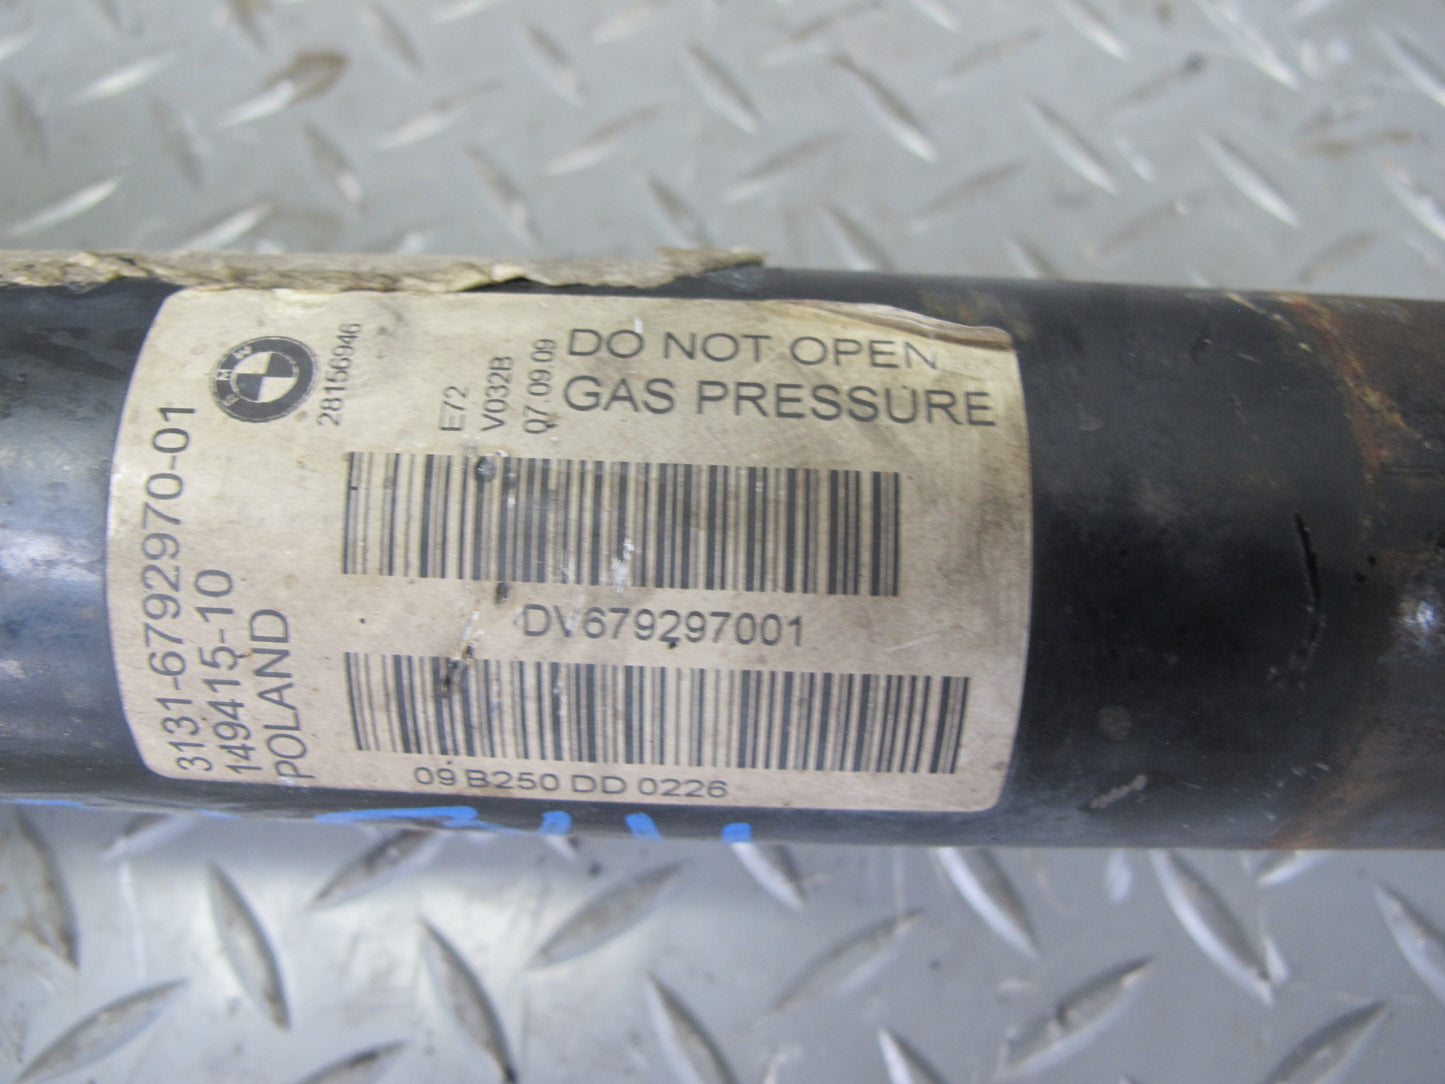 BMW
28156946
E72
V032B
07.09.09
DO NOT OPEN
GAS PRESSURE
3131-6792970-01
149415-10
POLAND
DV679297001
09 B250 DD 0226